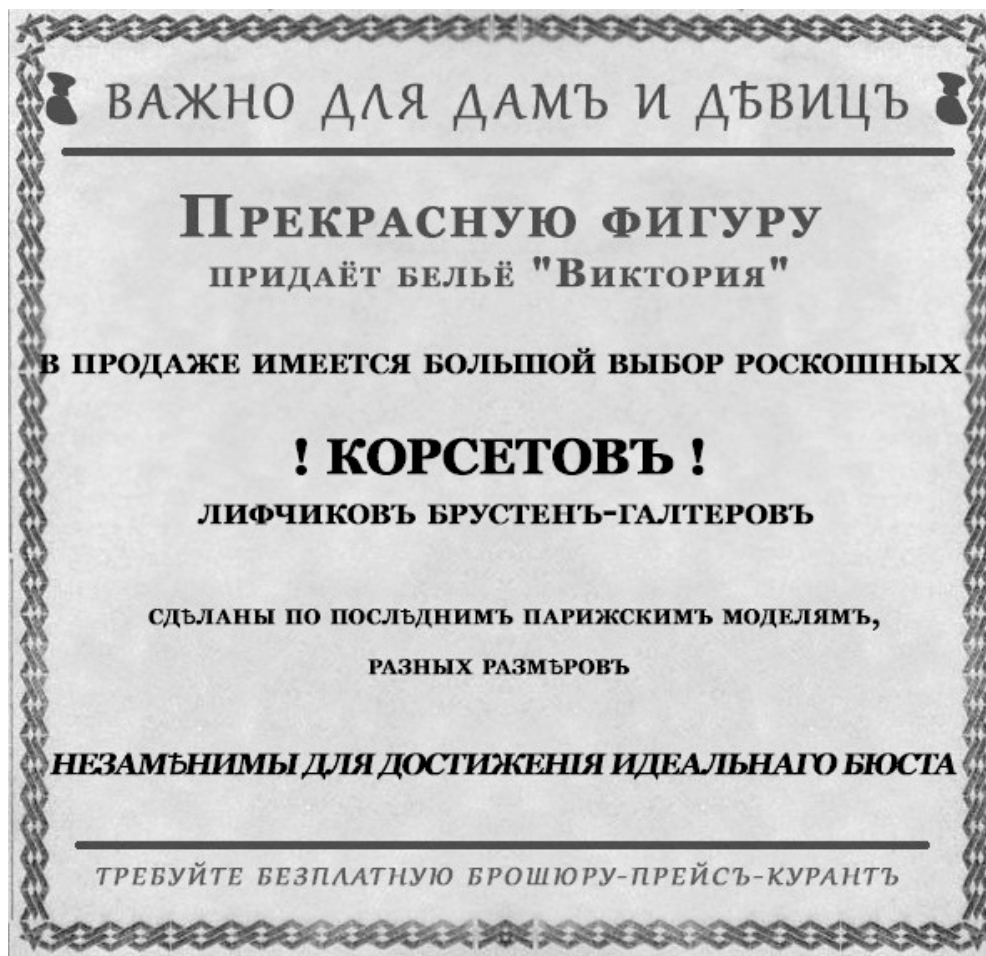 ВАЖНО ДЛЯ ДАМЪ И ДѢВИЦЪ
Прекрасную фигуру
придаёт бельё "Виктория"
в продаже имеется большой выбор роскошных
! КОРСЕТОВЪ !
лифчиковъ брустенъ-галтеровъ
сдѣланы по послѣднимъ парижскимъ моделямъ,
разных размѣровъ
НЕЗАМѢНИМЫ ДЛЯ ДОСТИЖЕНІЯ ИДЕАЛЬНАГО БЮСТА
ТРЕБУЙТЕ БЕЗПЛАТНУЮ БРОШЮРУ-ПРЕЙСЪ-КУРАНТЪ